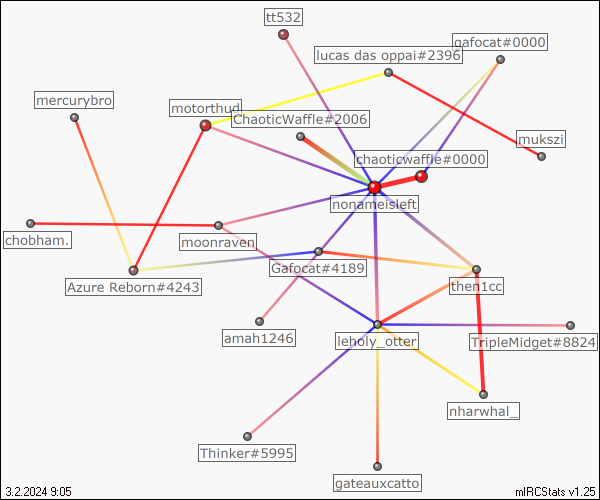 tt532
gafocat#0000
lucas das oppai#2396
mercurybro
motorthud
ChaoticWaffle#2006
mukszi
chaoticwaffle#0000
nonameisleft
chobham.
moonraven
Gafocat#4189
Azure Reborn#4243
then1cc
amah1246
leholy_otter
TripleMidget#8824
nharwhal_
Thinker#5995
gateauxcatto
3.2.2024 9:05
mIRCStats v1.25